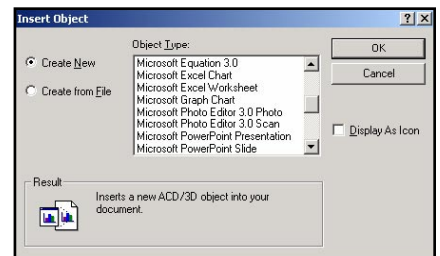 Insert Object
Object Type:
Create New
Create from File
Microsoft Equation 3.0
Microsoft Excel Chart
Microsoft Excel Worksheet
Microsoft Graph Chart
Microsoft Photo Editor 3.0 Photo
Microsoft Photo Editor 3.0 Scan
Microsoft PowerPoint Presentation
Microsoft PowerPoint Slide
OK
Cancel
Display As Icon
Result
Inserts a new ACD/3D object into your
document.